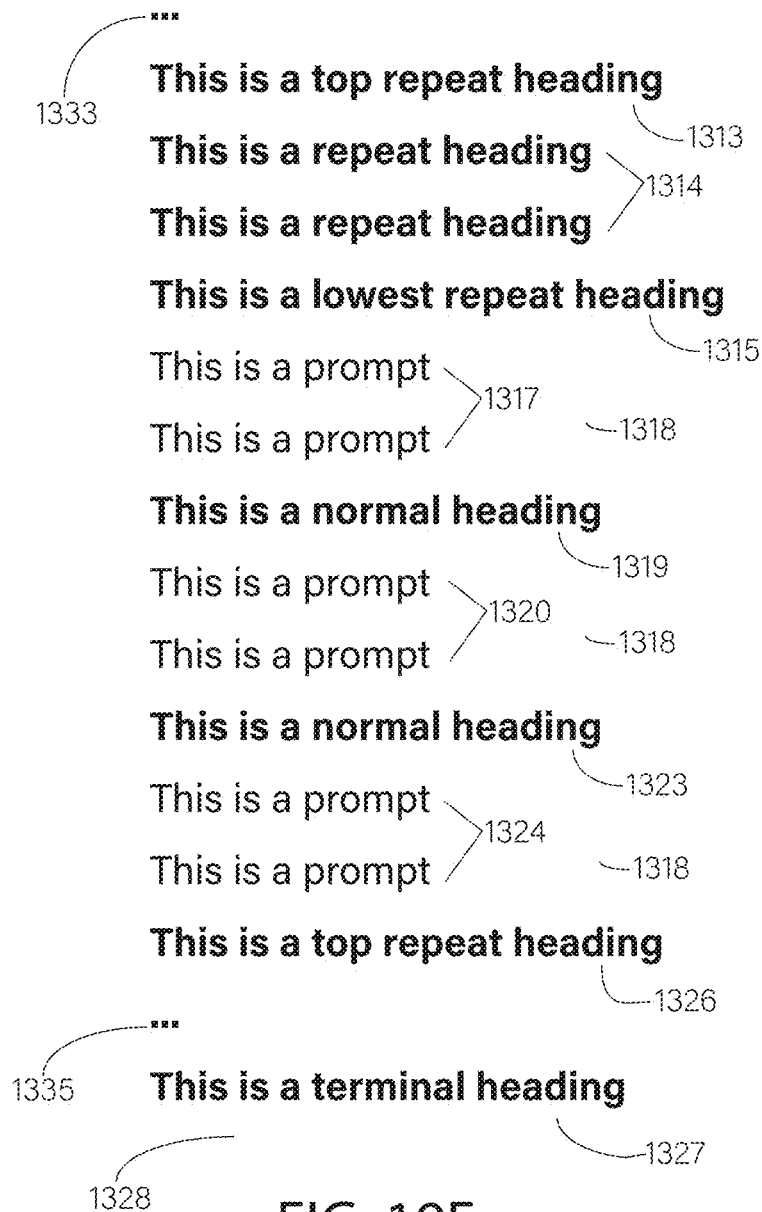 ...
1333
This is a top repeat heading
1313
This is a repeat heading
1314
This is a repeat heading
This is a lowest repeat heading
1315
This is a prompt
1317
This is a prompt
1318
This is a normal heading
1319
This is a prompt
1320
This is a prompt
1318
This is a normal heading
1323
This is a prompt
1324
This is a prompt
1318
This is a top repeat heading
1326
...
1335
This is a terminal heading
1327
1328
FIG.